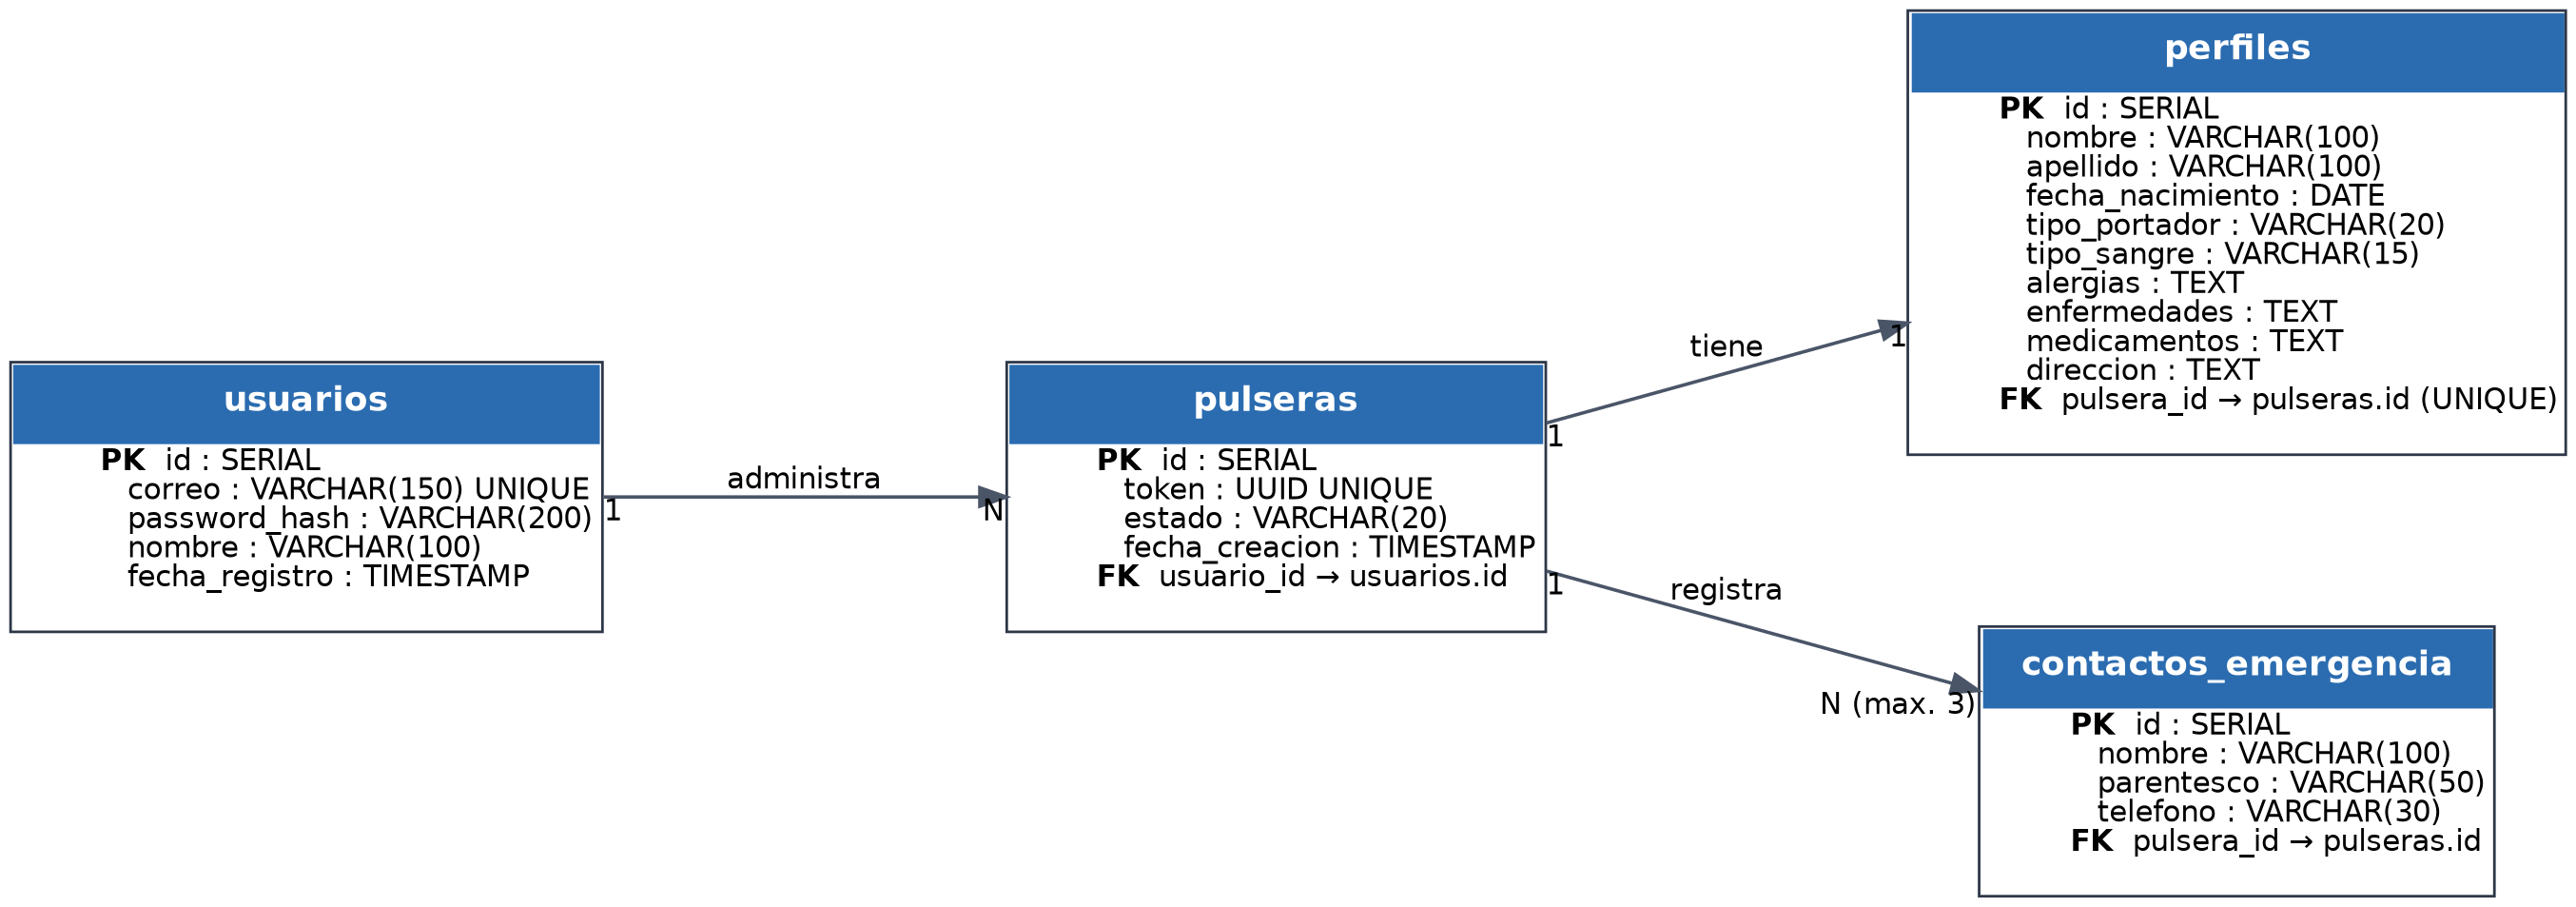 usuarios
PK id : SERIAL
correo : VARCHAR(150) UNIQUE
password_hash : VARCHAR(200)
nombre : VARCHAR(100)
fecha_registro : TIMESTAMP
administra
1
N
pulseras
PK id : SERIAL
token : UUID UNIQUE
estado : VARCHAR(20)
fecha_creacion : TIMESTAMP
FK usuario_id → usuarios.id
tiene
1
1
perfiles
PK id : SERIAL
nombre : VARCHAR(100)
apellido : VARCHAR(100)
fecha_nacimiento : DATE
tipo_portador : VARCHAR(20)
tipo_sangre : VARCHAR(15)
alergias : TEXT
enfermedades : TEXT
medicamentos : TEXT
direccion : TEXT
FK pulsera_id → pulseras.id (UNIQUE)
registra
1
N (max. 3)
contactos_emergencia
PK id : SERIAL
nombre : VARCHAR(100)
parentesco : VARCHAR(50)
telefono : VARCHAR(30)
FK pulsera_id → pulseras.id